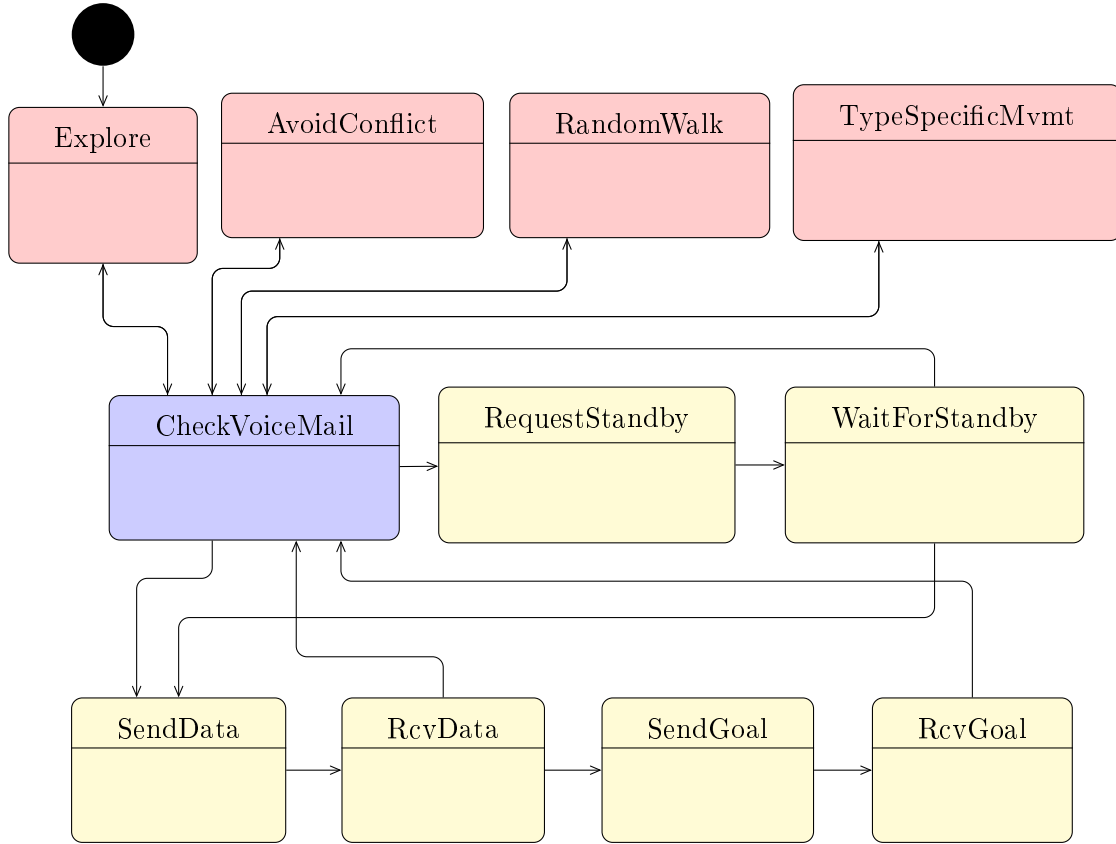 Explore
AvoidConflict
RandomWalk
TypeSpecificMvmt
CheckVoiceMail
RequestStandby
WaitForStandby
SendData
RcvData
SendGoal
RcvGoal